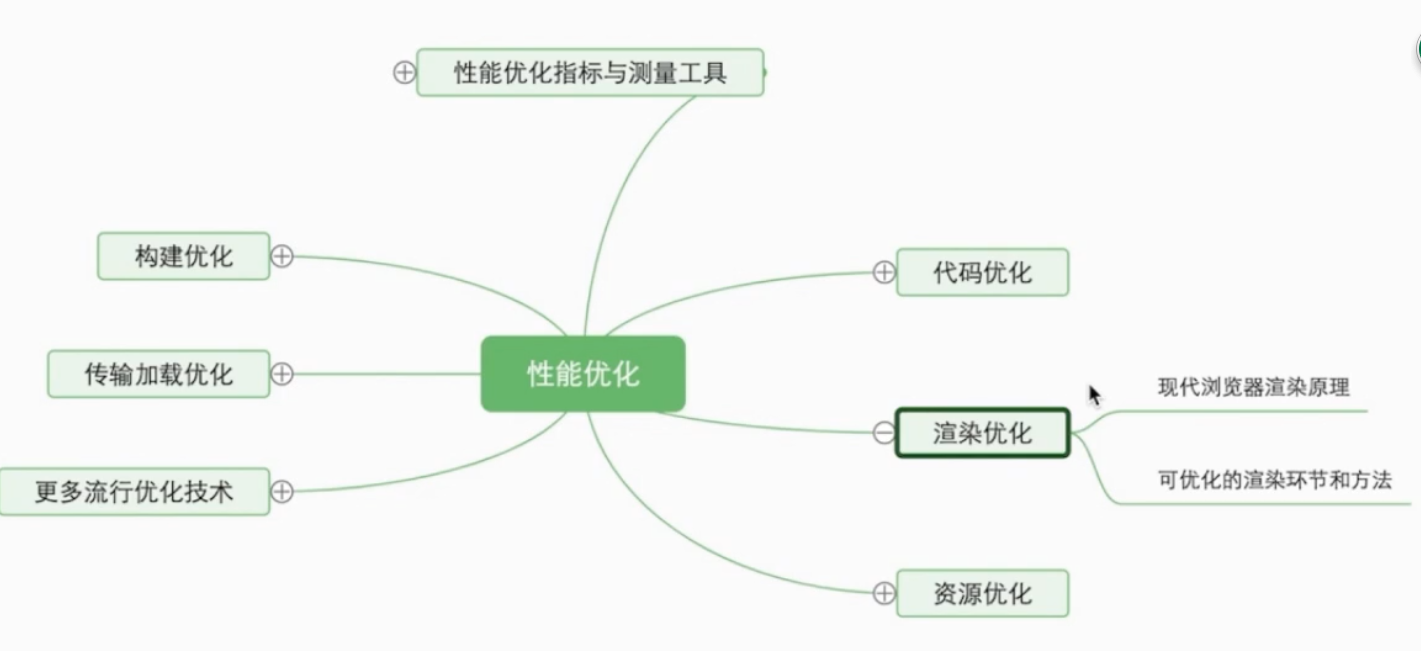 性能优化指标与测量工具
构建优化
代码优化
传输加载优化
性能优化
现代浏览器渲染原理
渲染优化
可优化的渲染环节和方法
更多流行优化技术
资源优化